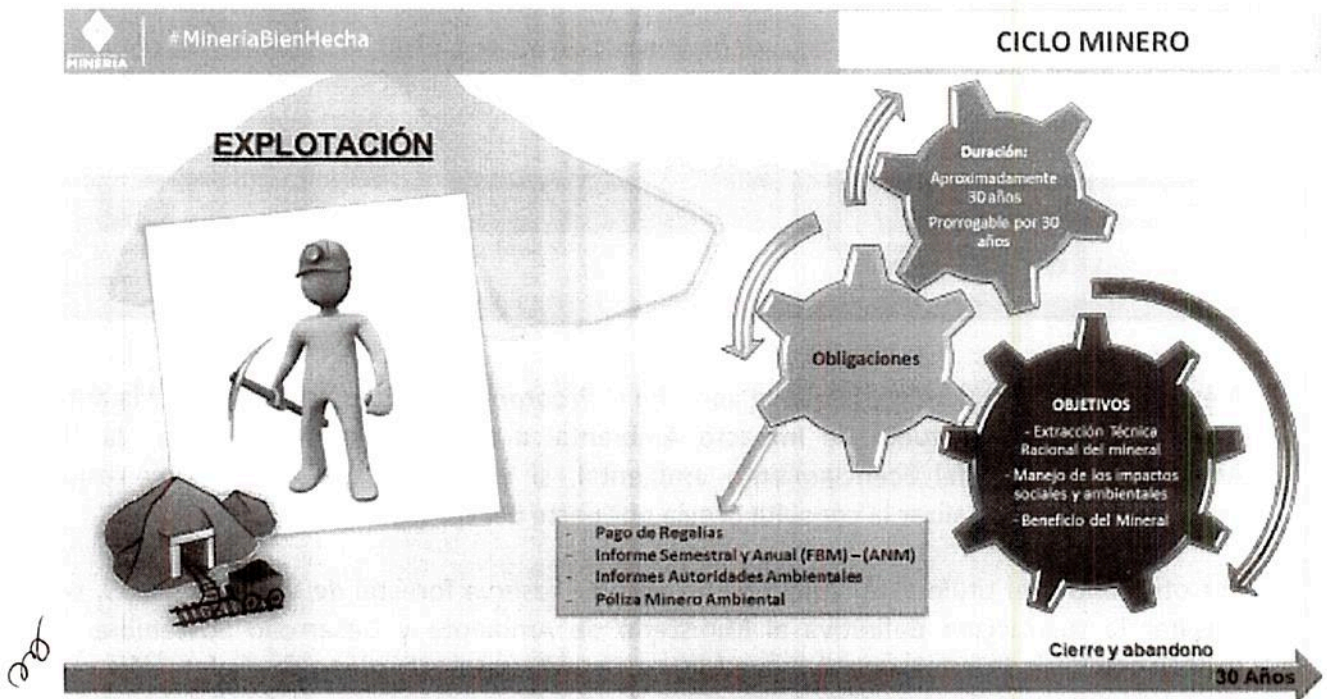 #MineríaBienHecha
MINERÍA
CICLO MINERO
EXPLOTACIÓN
Duración:
Aproximadamente
30 años
Prorrogable por 30
años
Obligaciones
OBJETIVOS
- Extracción Técnica
Racional del mineral
- Manejo de los impactos
sociales y ambientales
- Beneficio del Mineral
- Pago de Regalías
- Informe Semestral y Anual (FBM) – (ANM)
- Informes Autoridades Ambientales
- Póliza Minero Ambiental
Cierre y abandono
30 Años